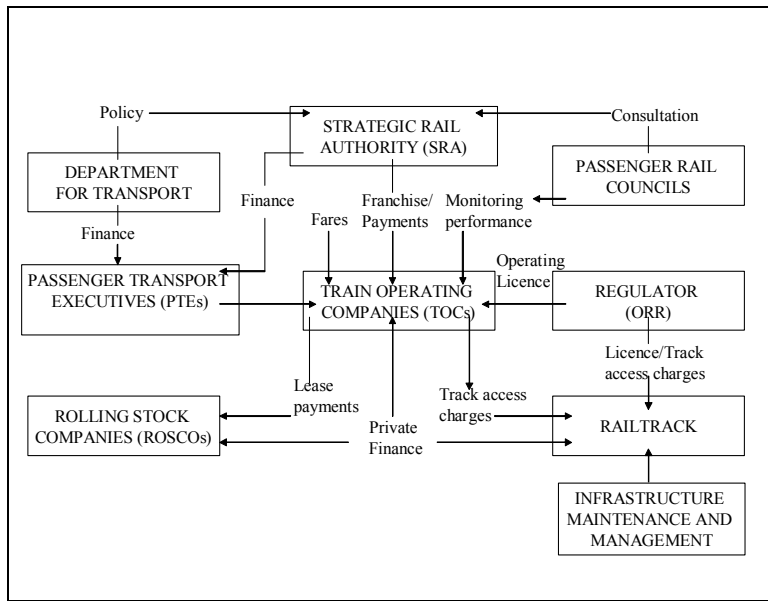 Policy
Consultation
STRATEGIC RAIL
AUTHORITY (SRA)
DEPARTMENT
FOR TRANSPORT
PASSENGER RAIL
COUNCILS
Finance
Franchise/
Payments
Monitoring
performance
Fares
Finance
Operating
Licence
PASSENGER TRANSPORT
EXECUTIVES (PTEs)
TRAIN OPERATING
COMPANIES (TOCs)
REGULATOR
(ORR)
Licence/Track
access charges
Lease
payments
Track access
charges
ROLLING STOCK
COMPANIES (ROSCOs)
Private
Finance
RAILTRACK
INFRASTRUCTURE
MAINTENANCE AND
MANAGEMENT